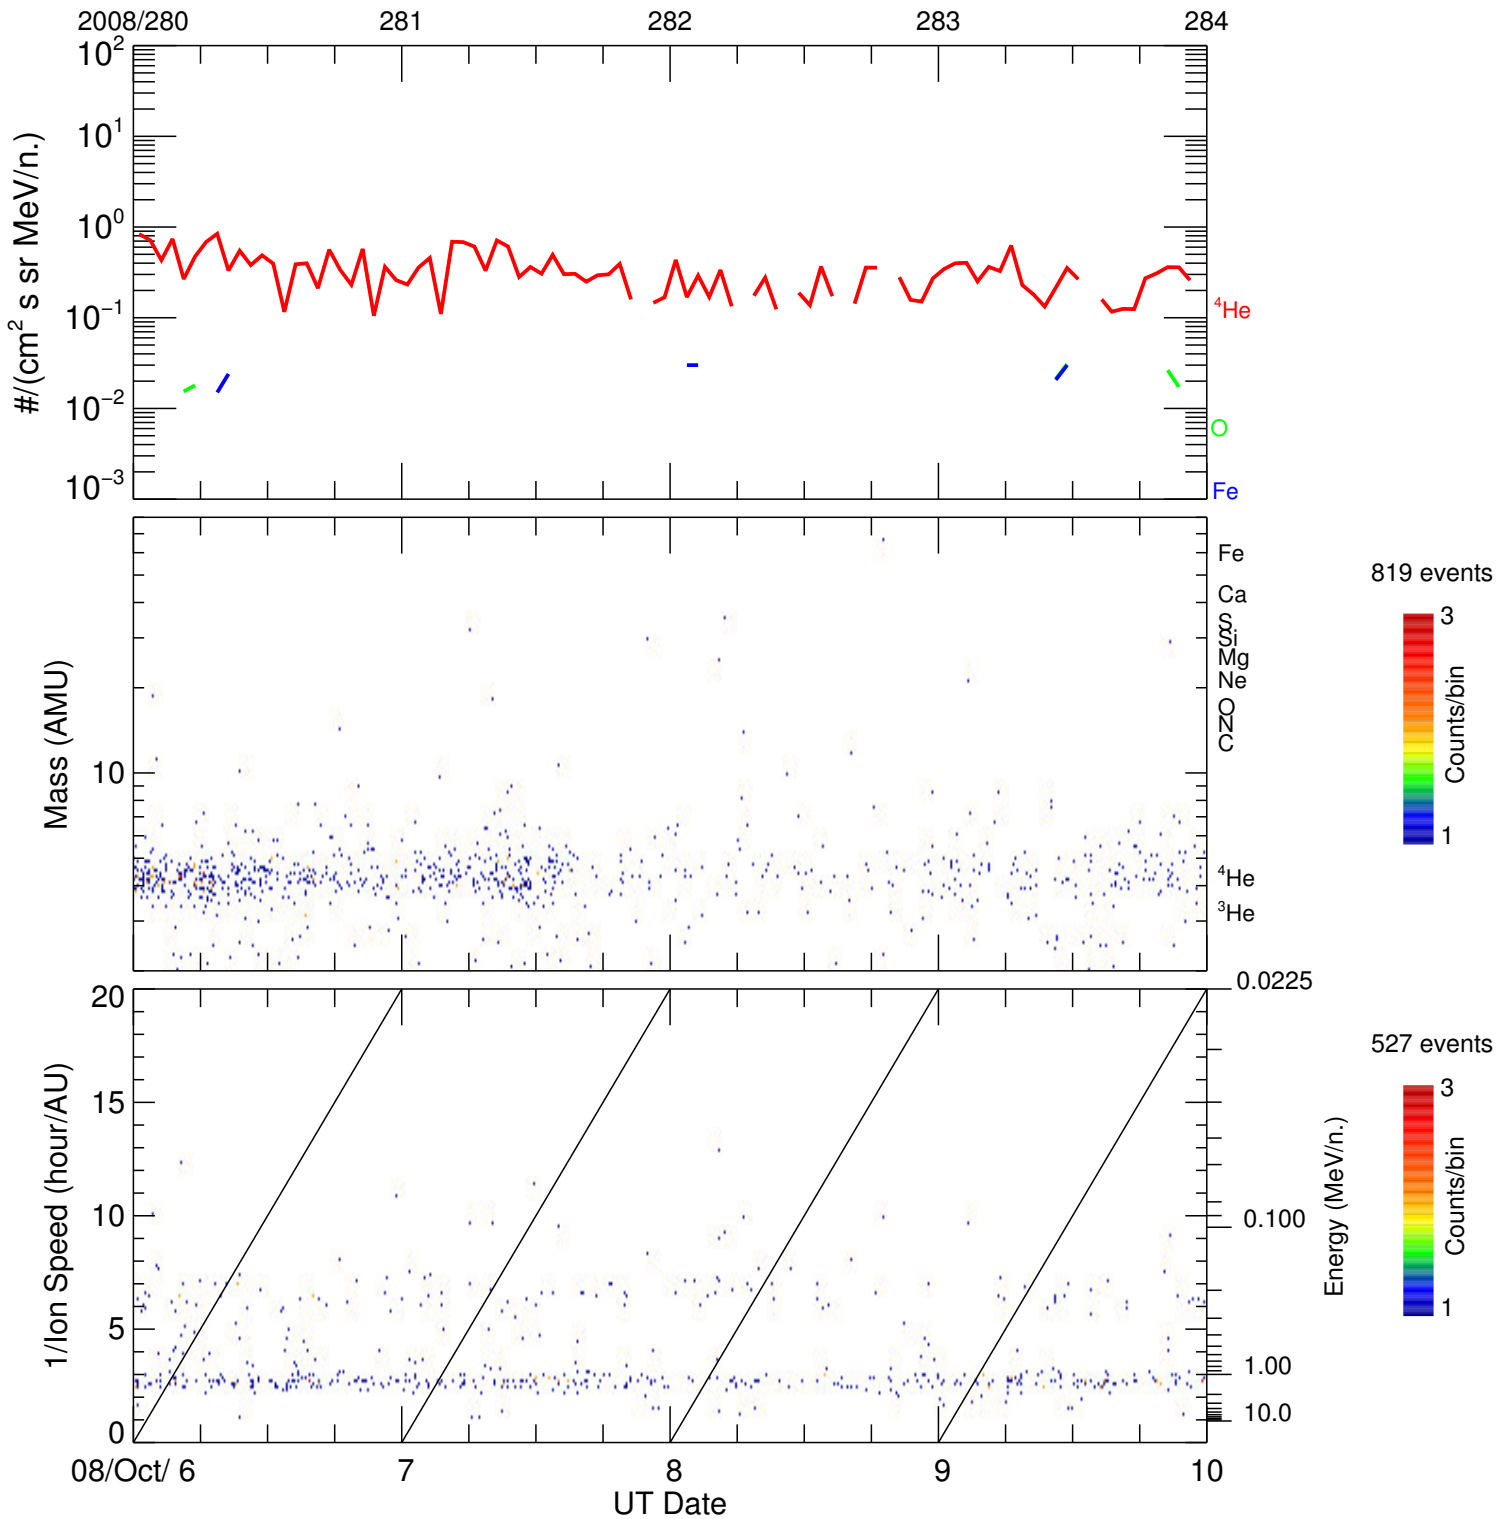 2008/280 281 282 283 284
10²
10¹
10⁰
10⁻¹
10⁻²
10⁻³
#/(cm² s sr MeV/n.)
⁴He
O
Fe
Mass (AMU)
10
Fe
Ca
S
Si
Mg
Ne
O
N
C
⁴He
³He
819 events
3
Counts/bin
1
20
15
10
5
0
1/Ion Speed (hour/AU)
0.0225
0.100
1.00
10.0
Energy (MeV/n.)
527 events
3
Counts/bin
1
08/Oct/ 6 7 8 9 10
UT Date